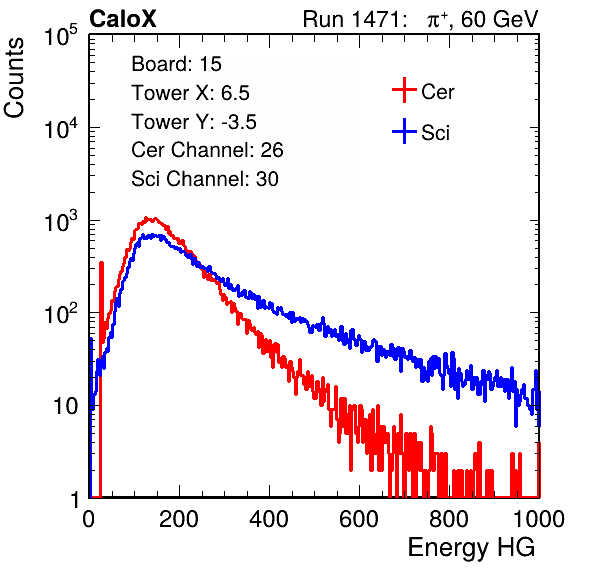 CaloX Run 1471: π⁺, 60 GeV
Counts
Board: 15
Tower X: 6.5
Tower Y: -3.5
Cer Channel: 26
Sci Channel: 30
Cer
Sci
10⁵
10⁴
10³
10²
10
1
0 200 400 600 800 1000
Energy HG